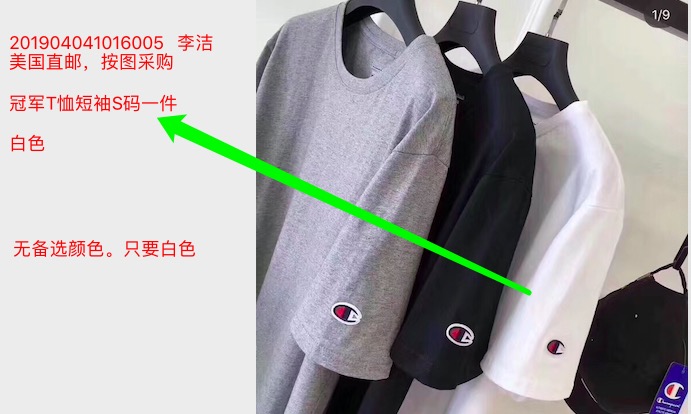 201904041016005 李洁
美国直邮，按图采购
冠军T恤短袖S码一件
白色
无备选颜色。只要白色
1/9
Champion